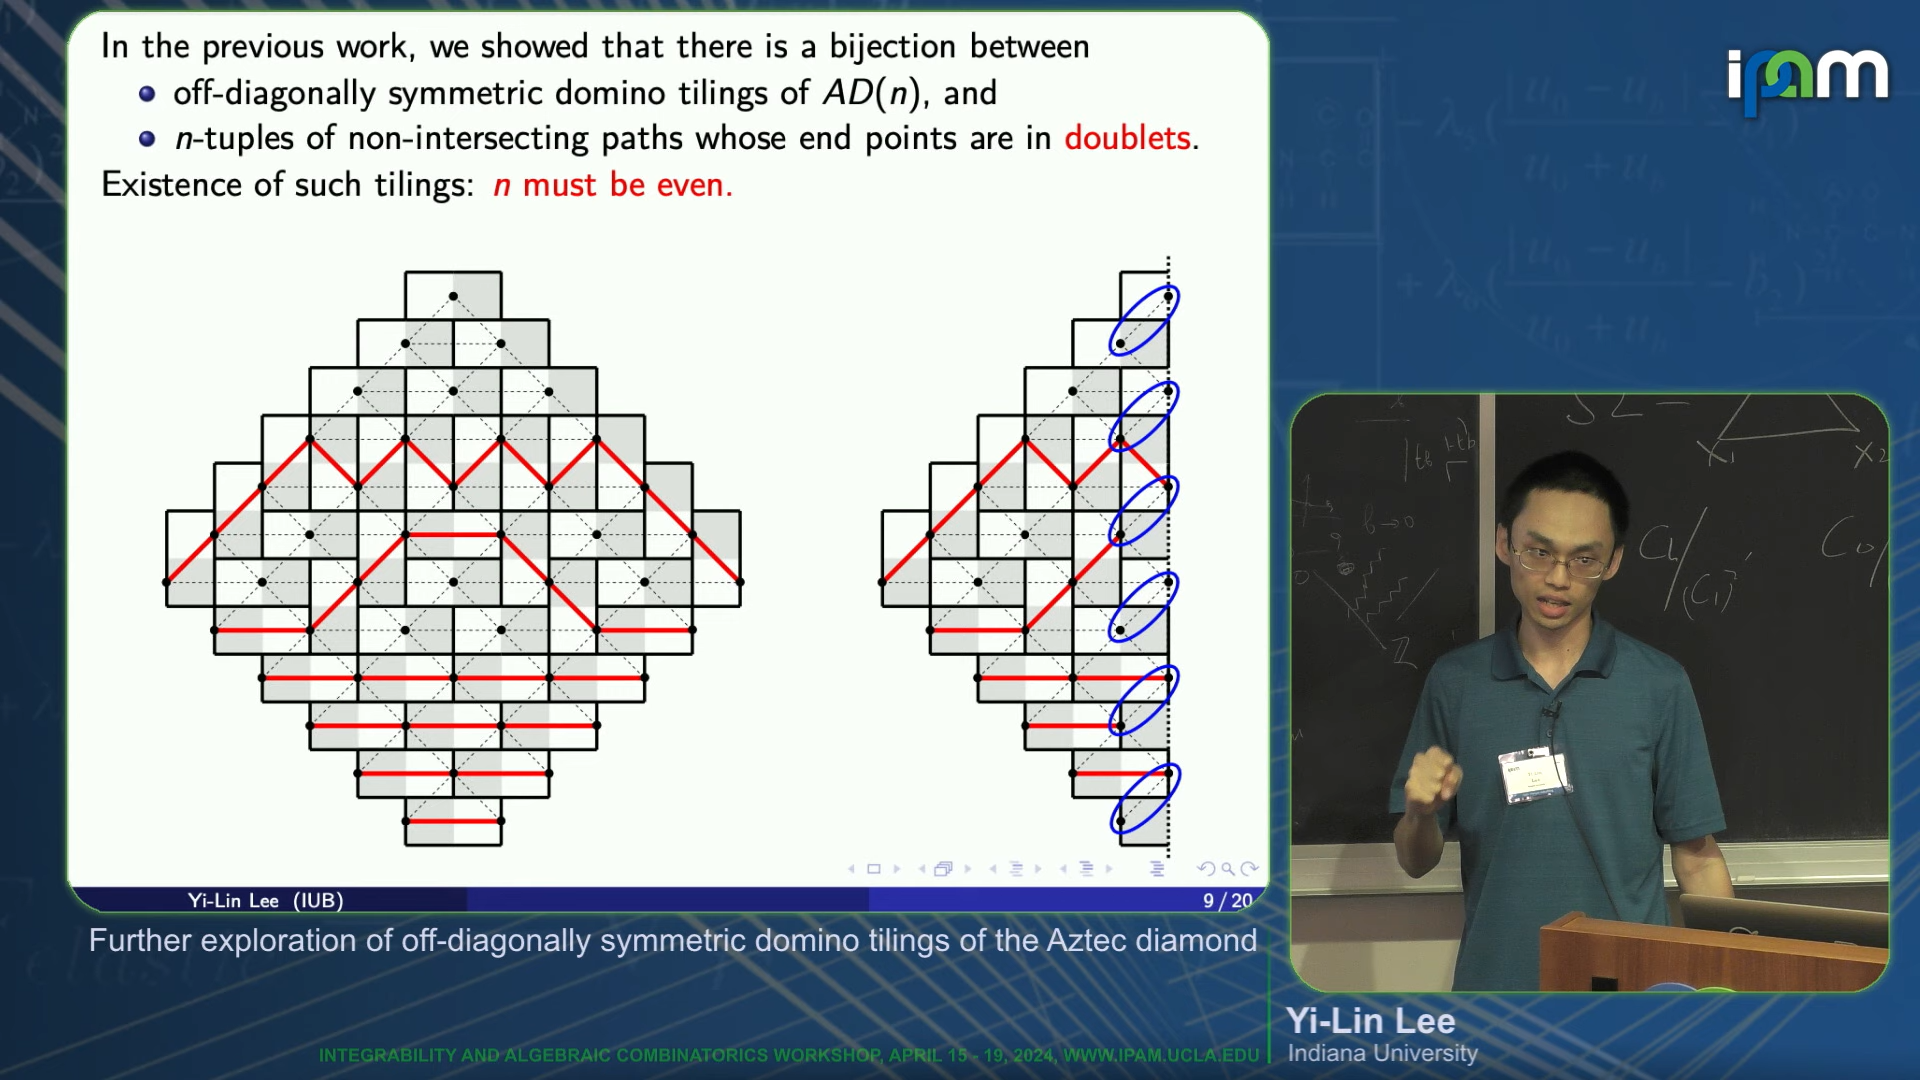 In the previous work, we showed that there is a bijection between
off-diagonally symmetric domino tilings of AD(n), and
n-tuples of non-intersecting paths whose end points are in doublets.
Existence of such tilings: n must be even.
Yi-Lin Lee (IUB)
9 / 20
Further exploration of off-diagonally symmetric domino tilings of the Aztec diamond
INTEGRABILITY AND ALGEBRAIC COMBINATORICS WORKSHOP, APRIL 15 - 19, 2024, WWW.IPAM.UCLA.EDU
ipam
Yi-Lin Lee
Indiana University